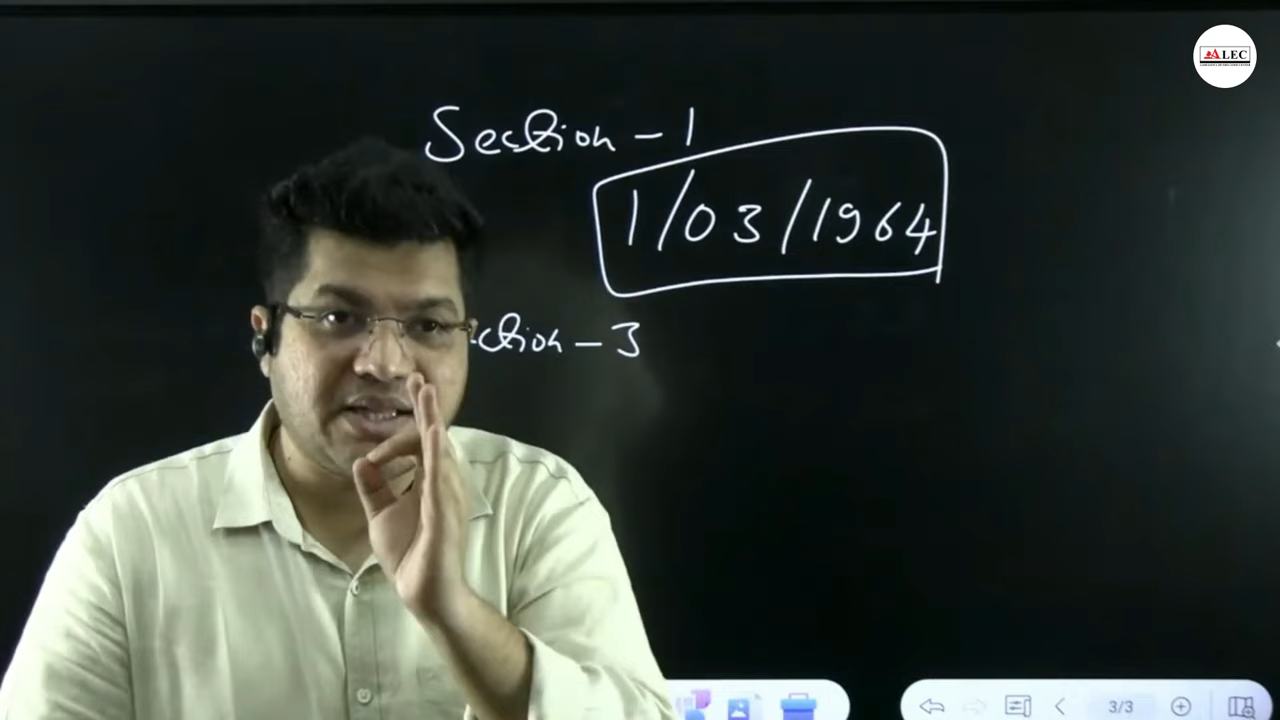 ALEC
Section - 1
1/03/1964
ction - 3
3/3